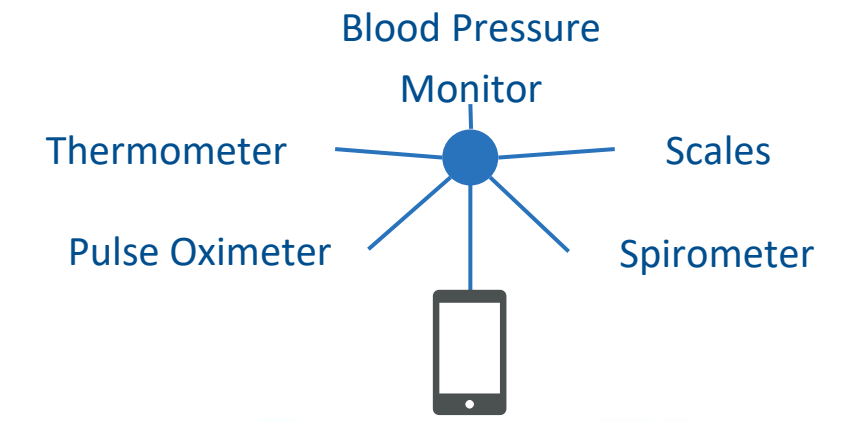 Blood Pressure
Monitor
Thermometer
Scales
Pulse Oximeter
Spirometer